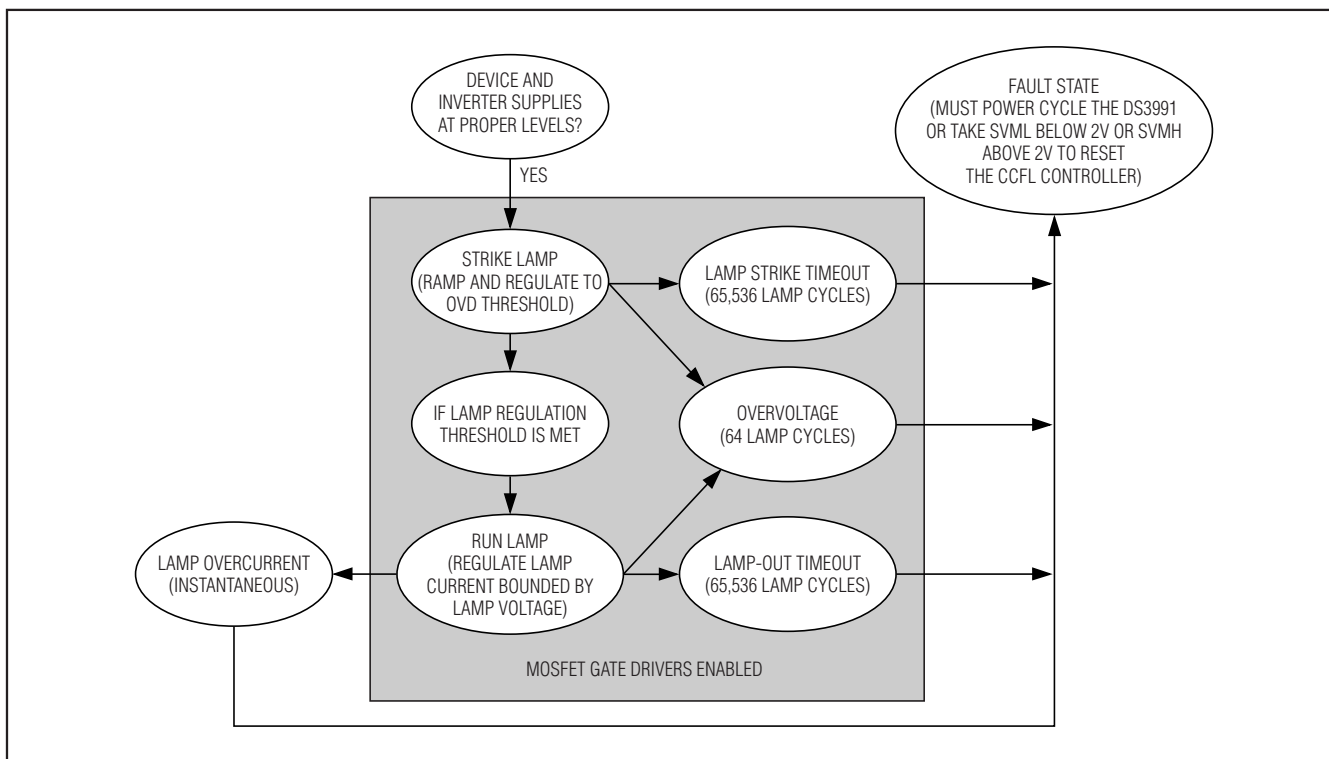 DEVICE AND
INVERTER SUPPLIES
AT PROPER LEVELS?
YES
FAULT STATE
(MUST POWER CYCLE THE DS3991
OR TAKE SVML BELOW 2V OR SVMH
ABOVE 2V TO RESET
THE CCFL CONTROLLER)
STRIKE LAMP
(RAMP AND REGULATE TO
OVD THRESHOLD)
LAMP STRIKE TIMEOUT
(65,536 LAMP CYCLES)
IF LAMP REGULATION
THRESHOLD IS MET
OVERVOLTAGE
(64 LAMP CYCLES)
LAMP OVERCURRENT
(INSTANTANEOUS)
RUN LAMP
(REGULATE LAMP
CURRENT BOUNDED BY
LAMP VOLTAGE)
LAMP-OUT TIMEOUT
(65,536 LAMP CYCLES)
MOSFET GATE DRIVERS ENABLED